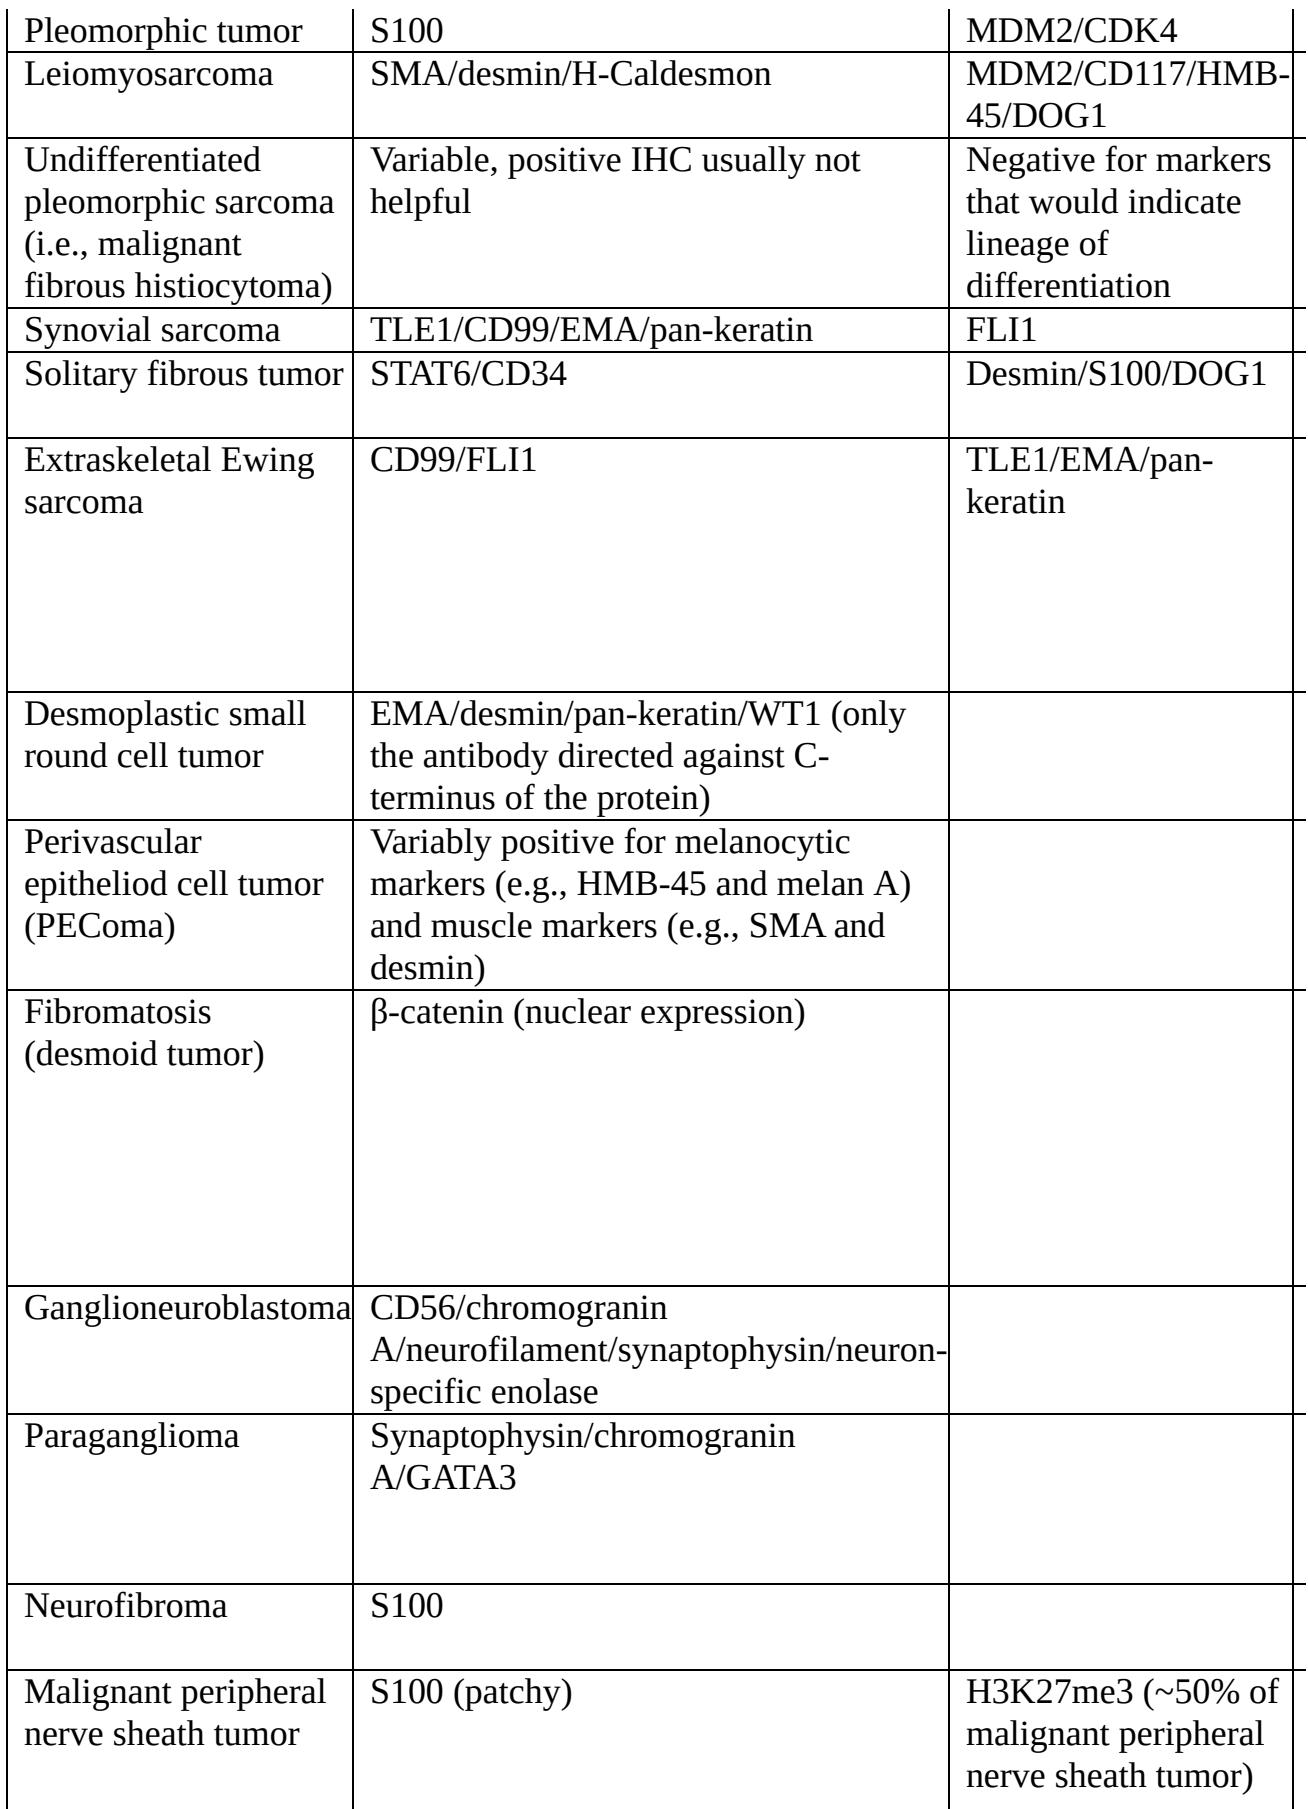 Pleomorphic tumor S100 MDM2/CDK4
Leiomyosarcoma SMA/desmin/H-Caldesmon MDM2/CD117/HMB-
45/DOG1
Undifferentiated Variable, positive IHC usually not Negative for markers
pleomorphic sarcoma helpful that would indicate
(i.e., malignant lineage of
fibrous histiocytoma) differentiation
Synovial sarcoma TLE1/CD99/EMA/pan-keratin FLI1
Solitary fibrous tumor STAT6/CD34 Desmin/S100/DOG1
Extraskeletal Ewing CD99/FLI1 TLE1/EMA/pan-
sarcoma keratin
Desmoplastic small EMA/desmin/pan-keratin/WT1 (only
round cell tumor the antibody directed against C-
terminus of the protein)
Perivascular Variably positive for melanocytic
epitheliod cell tumor markers (e.g., HMB-45 and melan A)
(PEComa) and muscle markers (e.g., SMA and
desmin)
Fibromatosis β-catenin (nuclear expression)
(desmoid tumor)
Ganglioneuroblastoma CD56/chromogranin
A/neurofilament/synaptophysin/neuron-
specific enolase
Paraganglioma Synaptophysin/chromogranin
A/GATA3
Neurofibroma S100
Malignant peripheral S100 (patchy) H3K27me3 (~50% of
nerve sheath tumor malignant peripheral
nerve sheath tumor)